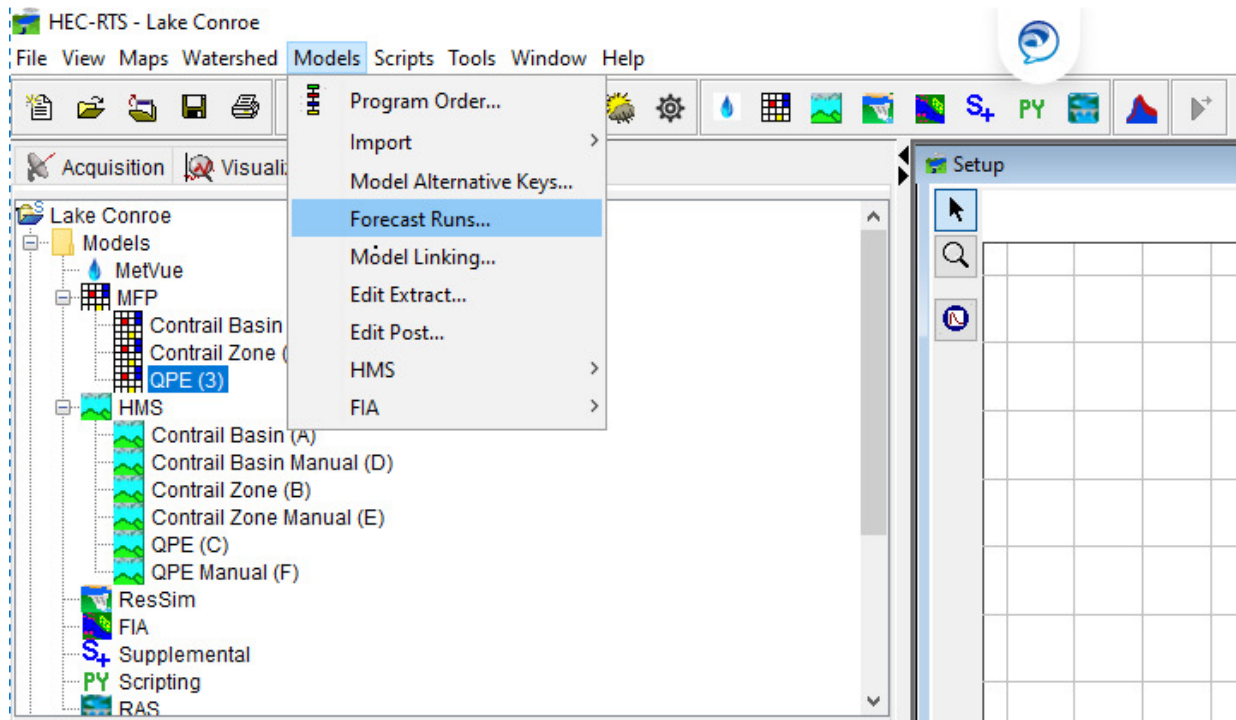 HEC-RTS - Lake Conroe
File View Maps Watershed Models Scripts Tools Window Help
Program Order...
S+ PY
Import
Acquisition
Setup
Model Alternative Keys...
Lake Conroe
Forecast Runs...
Models
Model Linking...
MetVue
Edit Extract...
MFP
Contrail Basin
Edit Post...
Contrail Zone (
HMS
QPE (3)
FIA
HMS
Contrail Basin (A)
Contrail Basin Manual (D)
Contrail Zone (B)
Contrail Zone Manual (E)
QPE (C)
QPE Manual (F)
ResSim
FIA
S+ Supplemental
PY Scripting
RAS